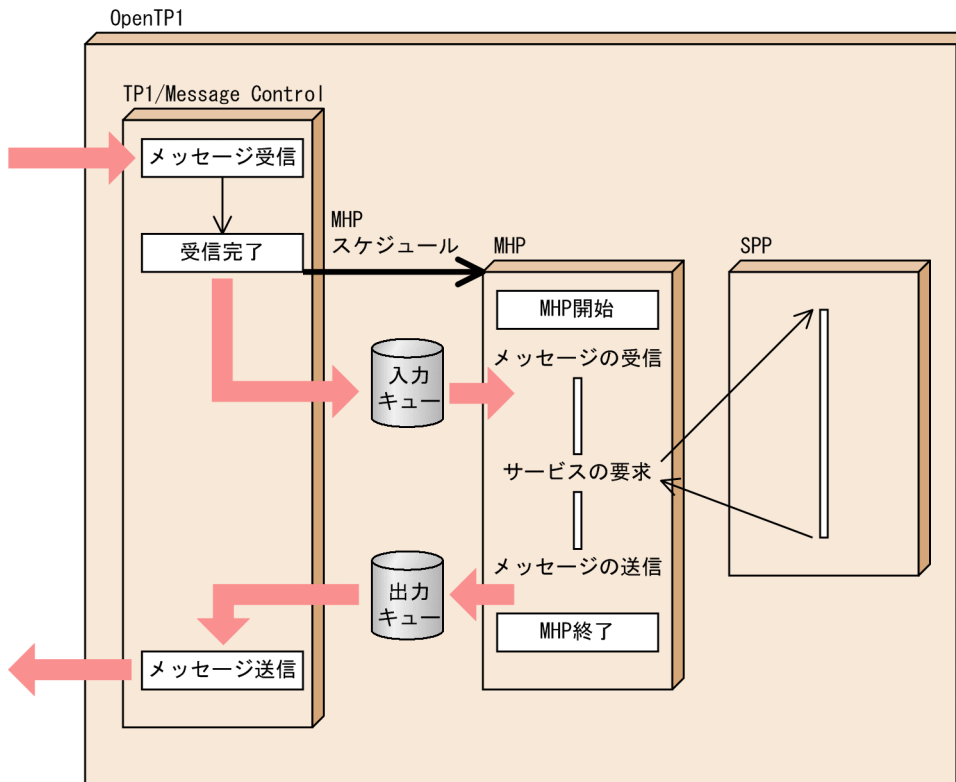 OpenTP1
TP1/Message Control
メッセージ受信
受信完了
MHP
スケジュール
MHP
SPP
MHP開始
メッセージの受信
入力
キュー
サービスの要求
メッセージの送信
出力
キュー
MHP終了
メッセージ送信